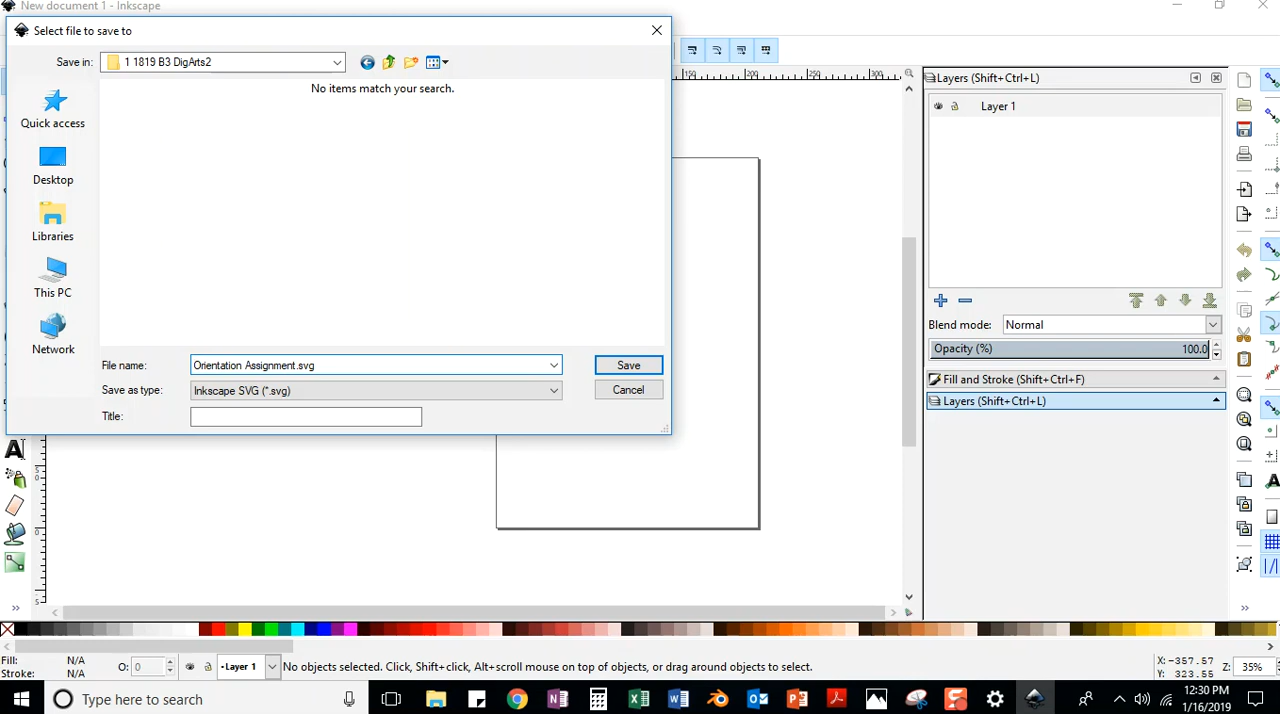 New document 1 - Inkscape
Select file to save to
Save in: 1 1819 B3 DigArts2
No items match your search.
Quick access
Desktop
Libraries
This PC
Network
File name: Orientation Assignment.svg Save
Save as type: Inkscape SVG (*.svg) Cancel
Title:
150 200 250 300
Layers (Shift+Ctrl+L)
Layer 1
Blend mode: Normal
Opacity (%) 100.0
Fill and Stroke (Shift+Ctrl+F)
Layers (Shift+Ctrl+L)
Fill: N/A
Stroke: N/A
O: 0
Layer 1
No objects selected. Click, Shift+click, Alt+scroll mouse on top of objects, or drag around objects to select.
X: -357.57
Y: 323.55
35%
Type here to search
12:30 PM
1/16/2019